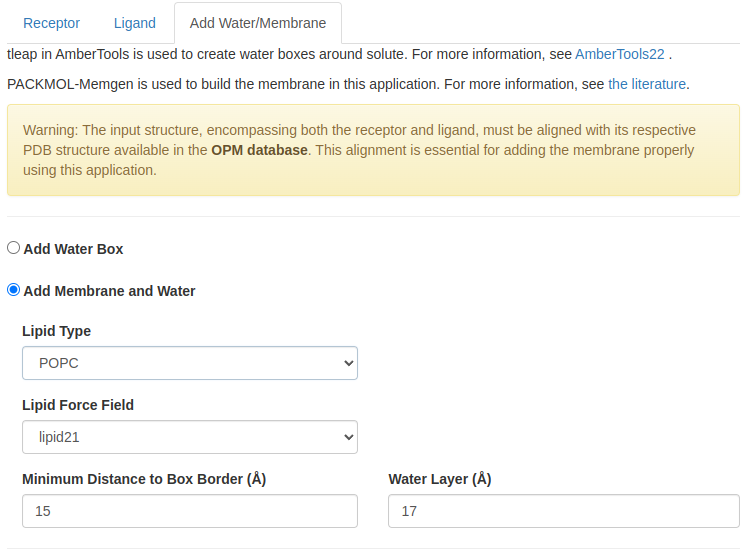 Receptor Ligand Add Water/Membrane
tleap in AmberTools is used to create water boxes around solute. For more information, see AmberTools22 .
PACKMOL-Memgen is used to build the membrane in this application. For more information, see the literature.
Warning: The input structure, encompassing both the receptor and ligand, must be aligned with its respective
PDB structure available in the OPM database. This alignment is essential for adding the membrane properly
using this application.
Add Water Box
Add Membrane and Water
Lipid Type
POPC
Lipid Force Field
lipid21
Minimum Distance to Box Border (Å) Water Layer (Å)
15 17